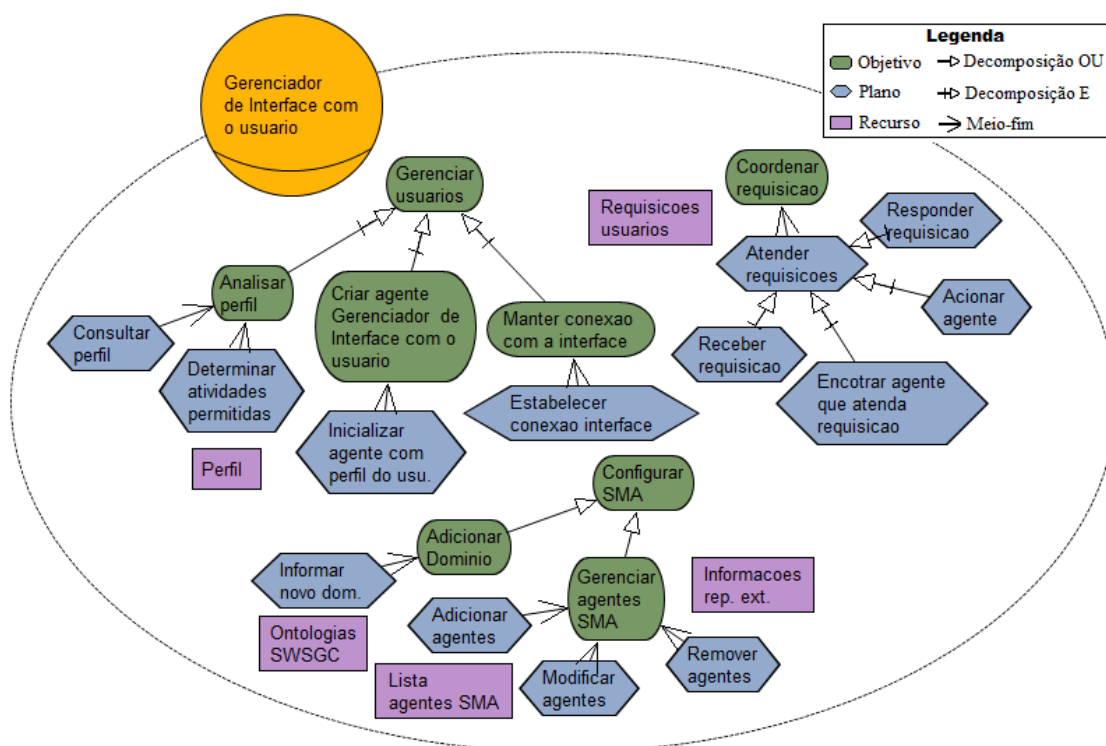 Gerenciador
de Interface com
o usuario
Legenda
Objetivo
Decomposição OU
Plano
Decomposição E
Recurso
Meio-fim
Gerenciar
usuarios
Coordenar
requisicao
Requisicoes
usuarios
Responder
requisicao
Atender
requisicoes
Analisar
perfil
Criar agente
Gerenciador de
Interface com o
usuario
Manter conexao
com a interface
Acionar
agente
Consultar
perfil
Receber
requisicao
Determinar
atividades
permitidas
Encotrar agente
que atenda
requisicao
Estabelecer
conexao interface
Inicializar
agente com
perfil do usu.
Perfil
Configurar
SMA
Adicionar
Dominio
Informar
novo dom.
Gerenciar
agentes
SMA
Informacoes
rep. ext.
Adicionar
agentes
Ontologias
SWSGC
Remover
agentes
Lista
agentes SMA
Modificar
agentes